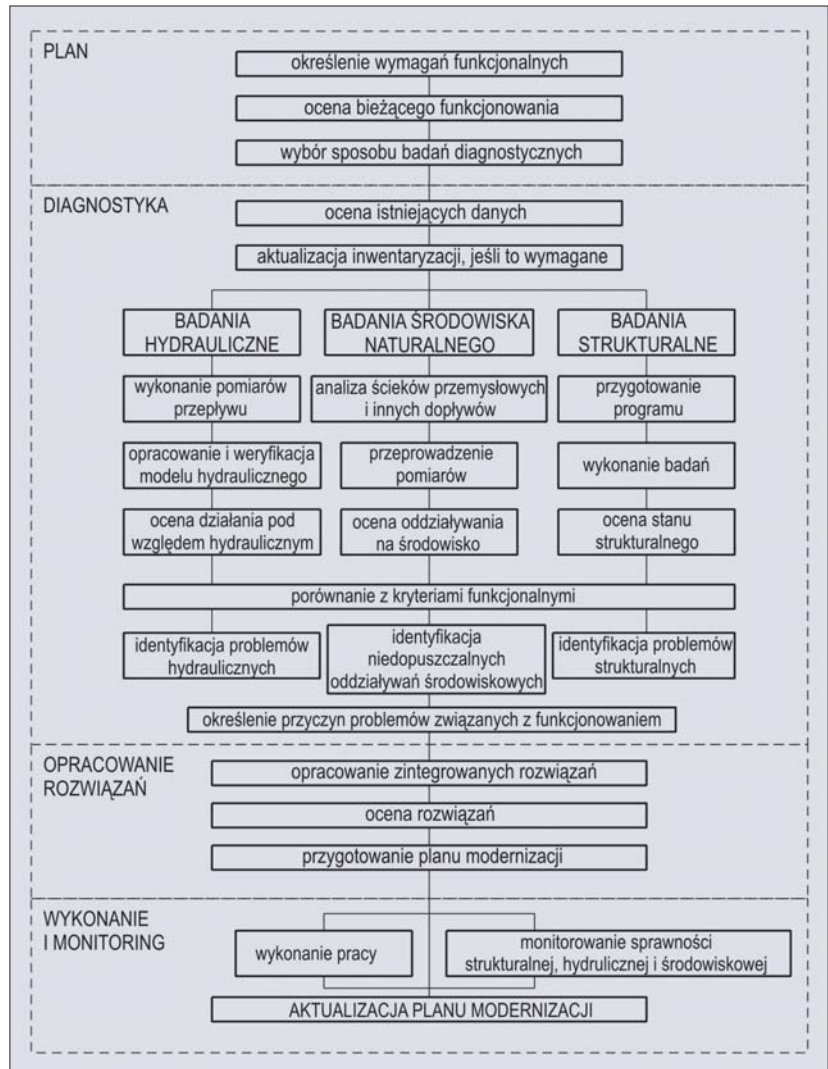 PLAN
określenie wymagań funkcjonalnych
ocena bieżącego funkcjonowania
wybór sposobu badań diagnostycznych
DIAGNOSTYKA
ocena istniejących danych
aktualizacja inwentaryzacji, jeśli to wymagane
BADANIA
HYDRAULICZNE
BADANIA ŚRODOWISKA
NATURALNEGO
BADANIA
STRUKTURALNE
wykonanie pomiarów
przepływu
analiza ścieków przemysłowych
i innych dopływów
przygotowanie
programu
opracowanie i weryfikacja
modelu hydraulicznego
przeprowadzenie
pomiarów
wykonanie badań
ocena działania pod
względem hydraulicznym
ocena oddziaływania
na środowisko
ocena stanu
strukturalnego
porównanie z kryteriami funkcjonalnymi
identyfikacja problemów
hydraulicznych
identyfikacja
niedopuszczalnych
oddziaływań środowiskowych
identyfikacja problemów
strukturalnych
określenie przyczyn problemów związanych z funkcjonowaniem
OPRACOWANIE
ROZWIĄZAŃ
opracowanie zintegrowanych rozwiązań
ocena rozwiązań
przygotowanie planu modernizacji
WYKONANIE
I MONITORING
wykonanie pracy
monitorowanie sprawności
strukturalnej, hydrulicznej i środowiskowej
AKTUALIZACJA PLANU MODERNIZACJI